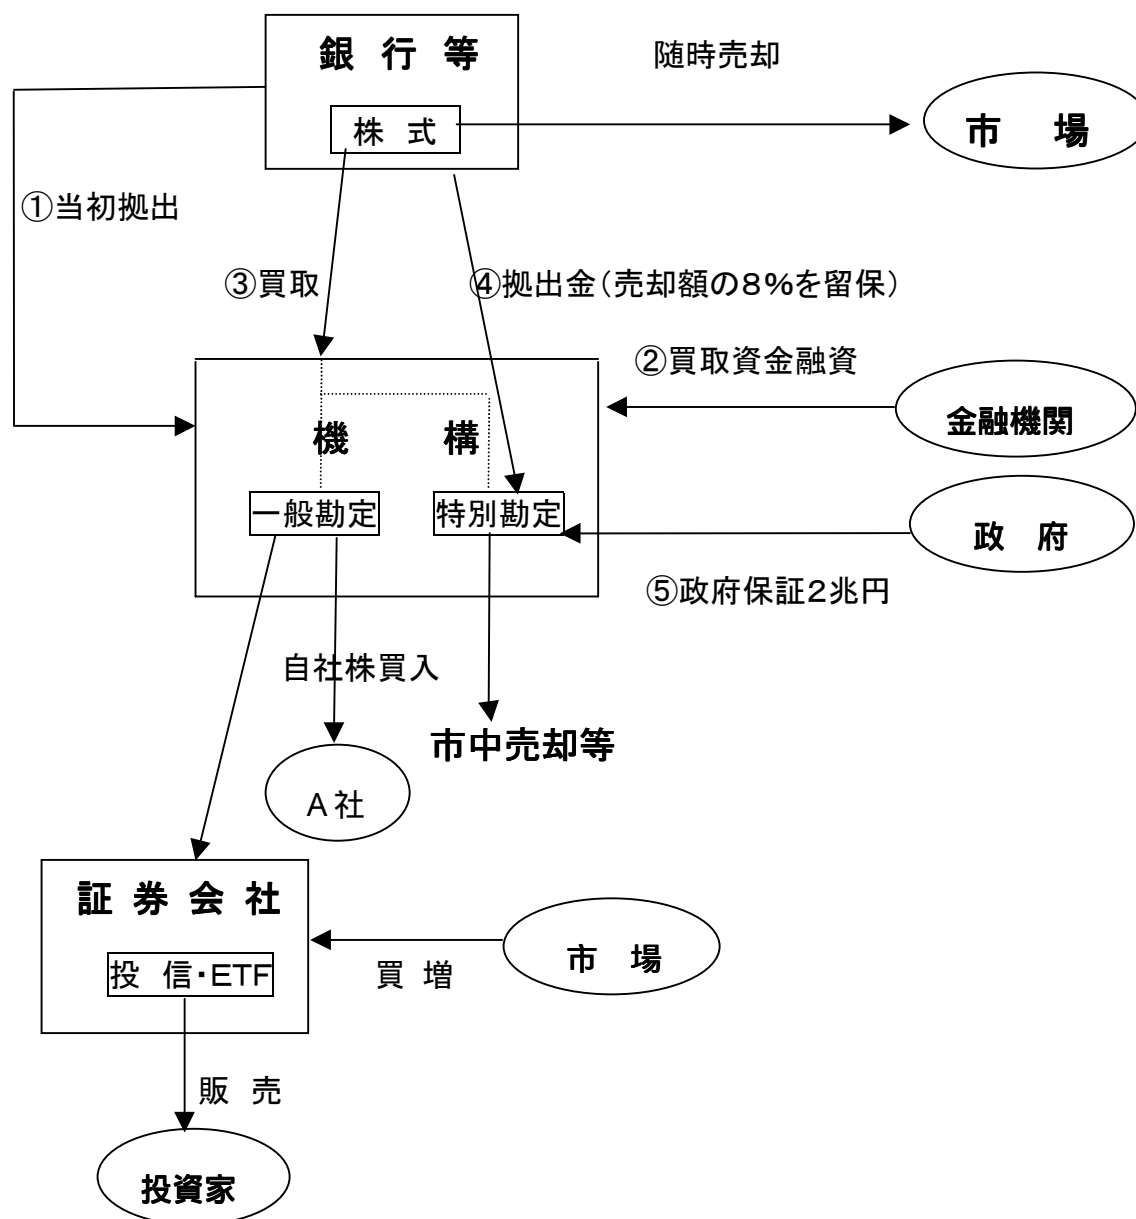 銀 行 等
随時売却
株 式
市 場
①当初拠出
③買取
④拠出金(売却額の8%を留保)
②買取資金融資
金融機関
機 構
一般勘定
特別勘定
政 府
⑤政府保証2兆円
自社株買入
市中売却等
A社
証 券 会 社
投 信・ETF
買 増
市 場
販 売
投資家